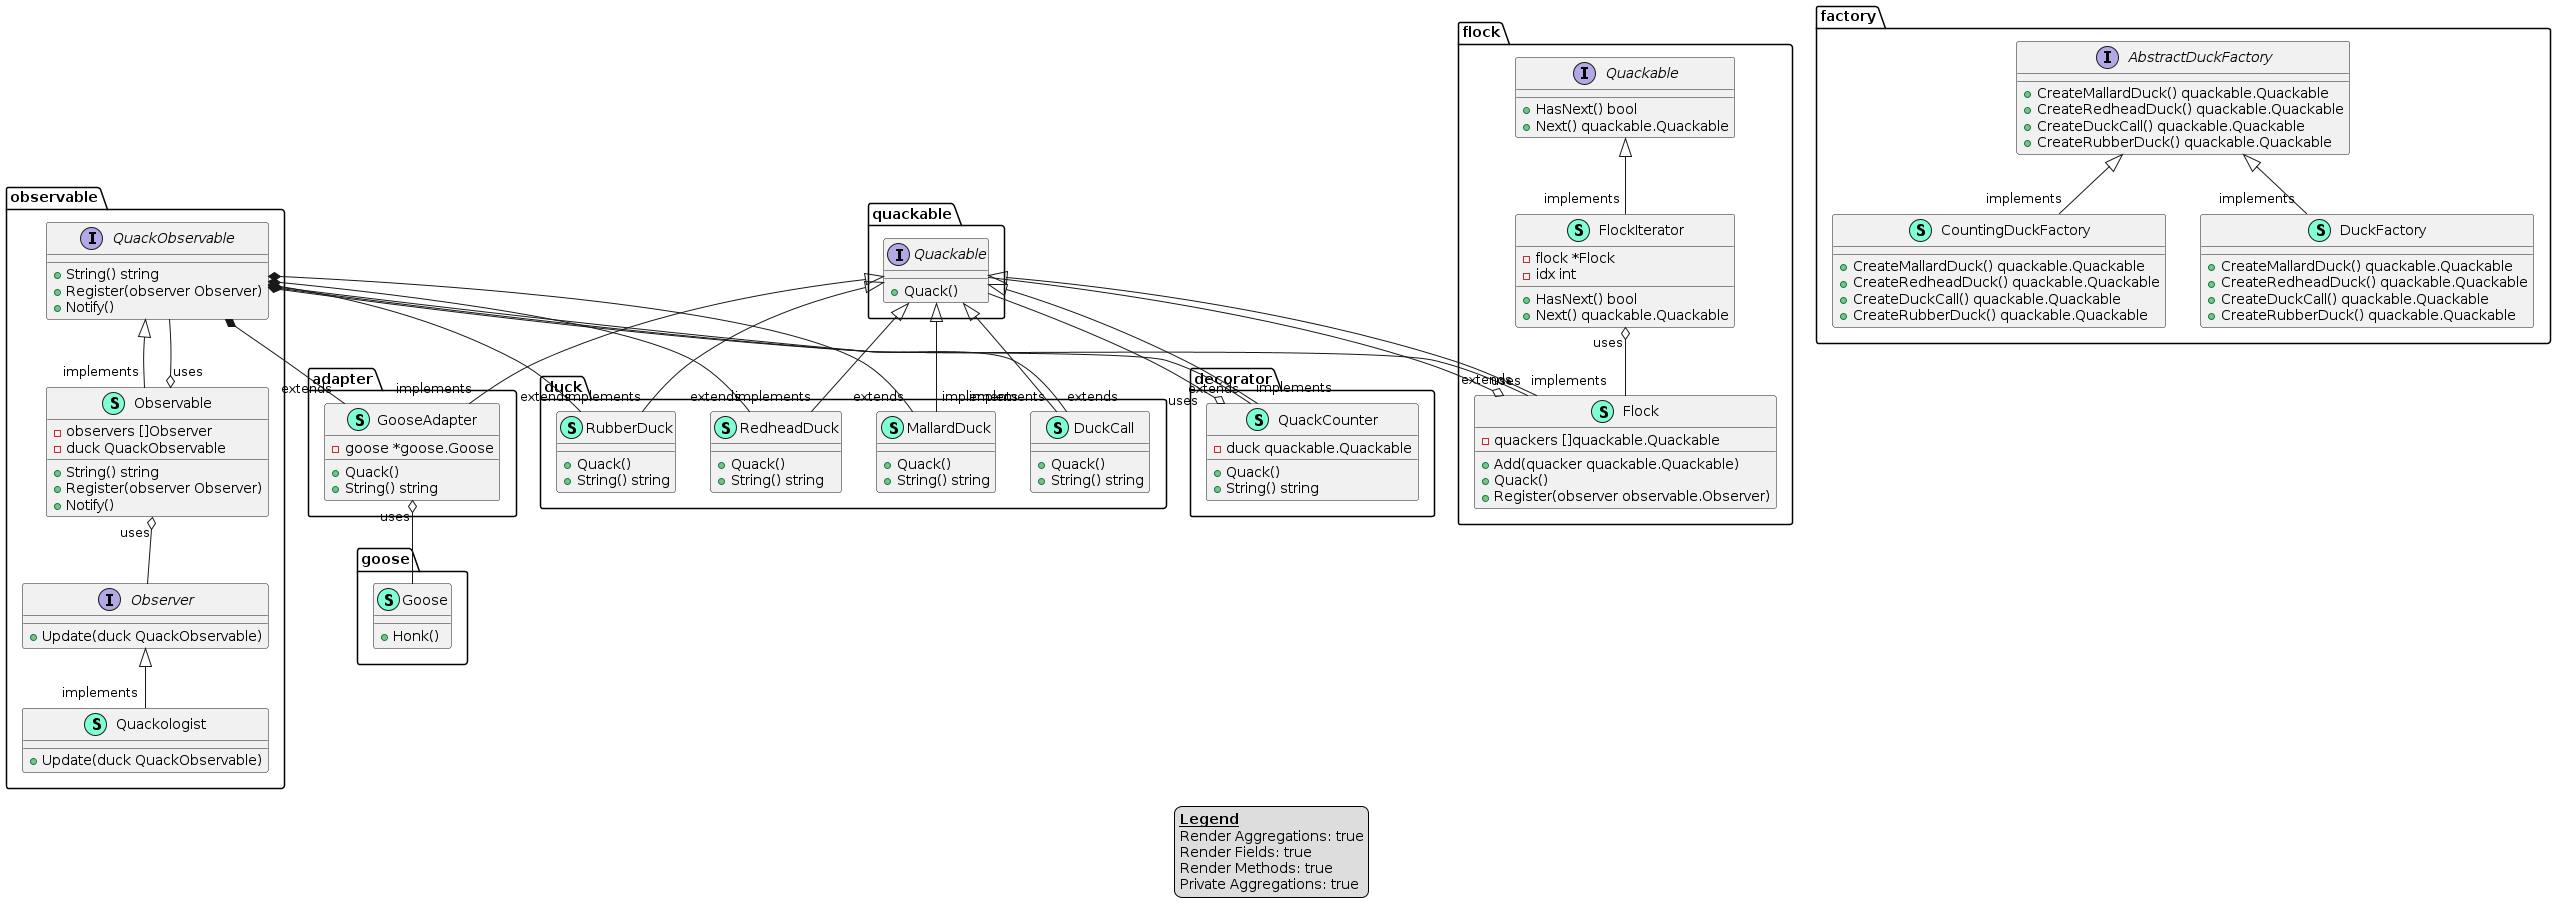 observable
QuackObservable
String() string
Register(observer Observer)
Notify()
implements
uses
Observable
observers []Observer
duck QuackObservable
String() string
Register(observer Observer)
Notify()
uses
Observer
Update(duck QuackObservable)
implements
Quackologist
Update(duck QuackObservable)
extends
implements
adapter
GooseAdapter
goose *goose.Goose
Quack()
String() string
uses
goose
Goose
Honk()
quackable
Quackable
Quack()
duck
extends
implements
extends
implements
extends
implements
implements
extends
RubberDuck
Quack()
String() string
RedheadDuck
Quack()
String() string
MallardDuck
Quack()
String() string
DuckCall
Quack()
String() string
decorator
extends
implements
uses
QuackCounter
duck quackable.Quackable
Quack()
String() string
flock
Quackable
HasNext() bool
Next() quackable.Quackable
implements
FlockIterator
flock *Flock
idx int
HasNext() bool
Next() quackable.Quackable
uses
extends
uses
implements
Flock
quackers []quackable.Quackable
Add(quacker quackable.Quackable)
Quack()
Register(observer observable.Observer)
factory
AbstractDuckFactory
CreateMallardDuck() quackable.Quackable
CreateRedheadDuck() quackable.Quackable
CreateDuckCall() quackable.Quackable
CreateRubberDuck() quackable.Quackable
implements
implements
CountingDuckFactory
CreateMallardDuck() quackable.Quackable
CreateRedheadDuck() quackable.Quackable
CreateDuckCall() quackable.Quackable
CreateRubberDuck() quackable.Quackable
DuckFactory
CreateMallardDuck() quackable.Quackable
CreateRedheadDuck() quackable.Quackable
CreateDuckCall() quackable.Quackable
CreateRubberDuck() quackable.Quackable
Legend
Render Aggregations: true
Render Fields: true
Render Methods: true
Private Aggregations: true